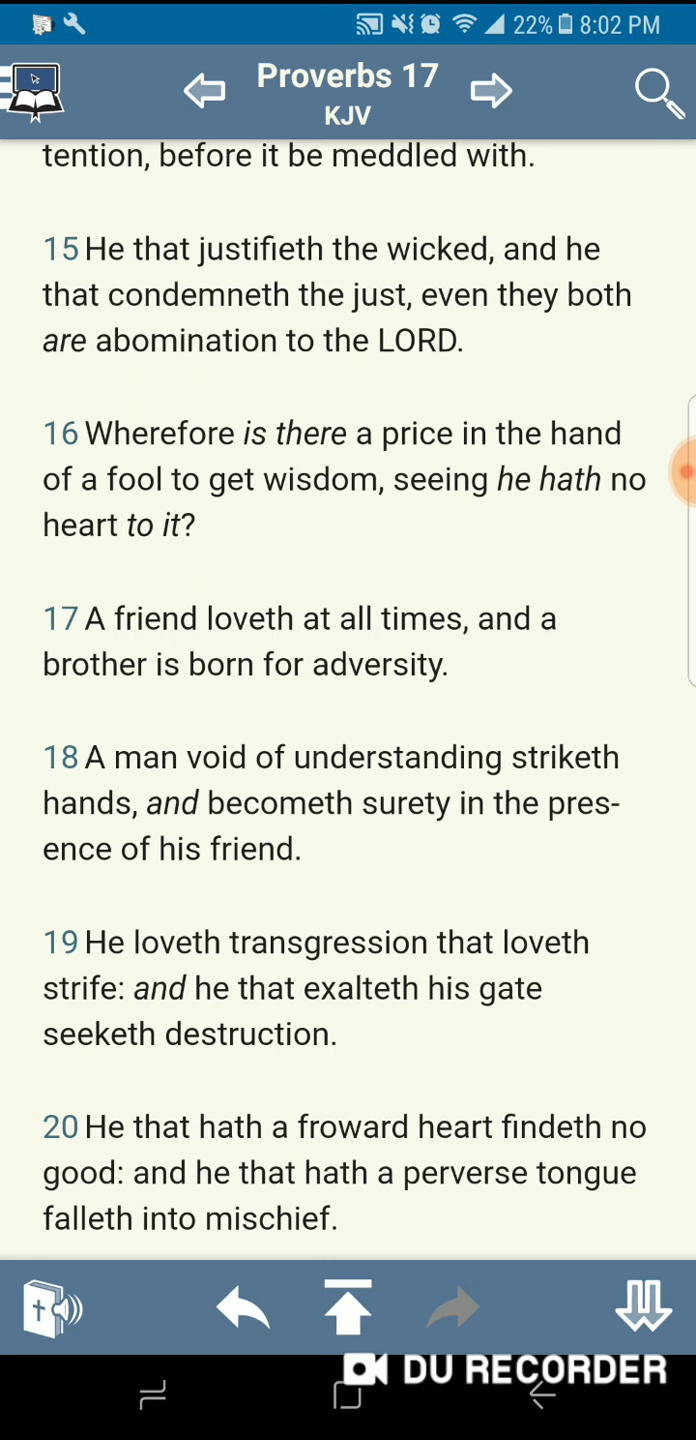 22% 8:02 PM
Proverbs 17
KJV
tention, before it be meddled with.
15 He that justifieth the wicked, and he
that condemneth the just, even they both
are abomination to the LORD.
16 Wherefore is there a price in the hand
of a fool to get wisdom, seeing he hath no
heart to it?
17 A friend loveth at all times, and a
brother is born for adversity.
18 A man void of understanding striketh
hands, and becometh surety in the pres-
ence of his friend.
19 He loveth transgression that loveth
strife: and he that exalteth his gate
seeketh destruction.
20 He that hath a froward heart findeth no
good: and he that hath a perverse tongue
falleth into mischief.
DU RECORDER